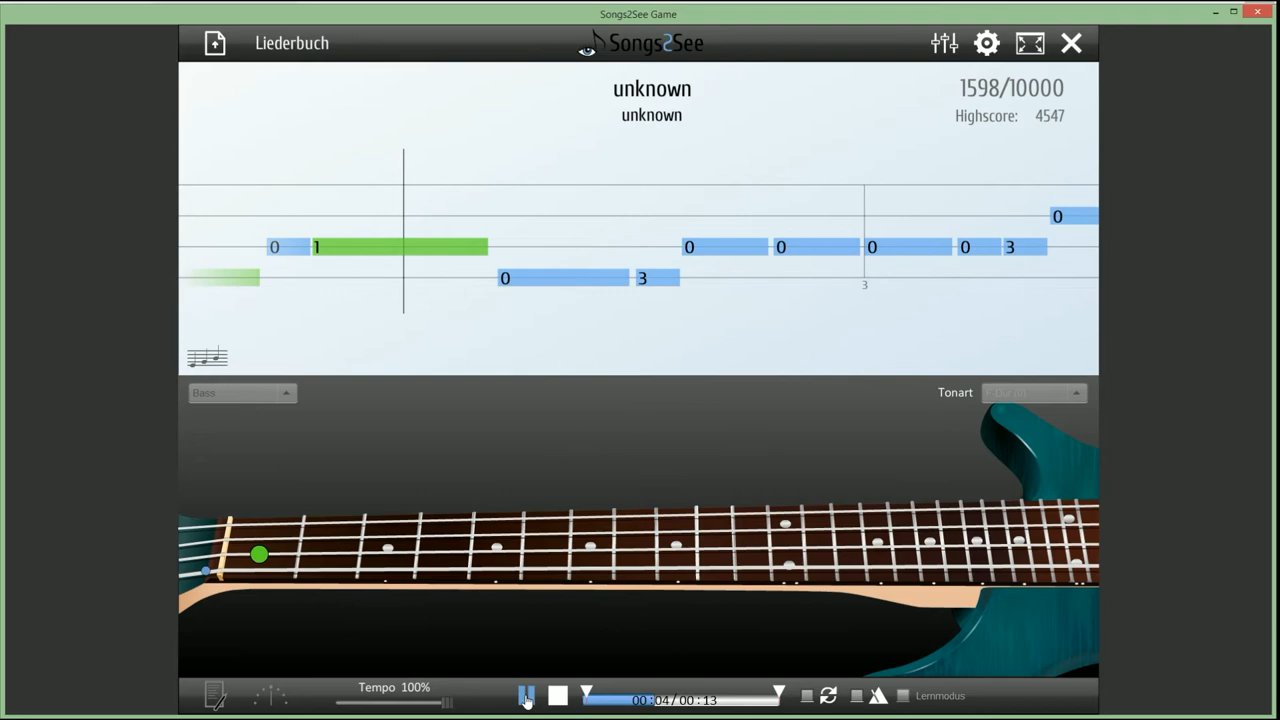 Songs2See Game
Liederbuch
Songs2See
unknown
unknown
1598/10000
Highscore: 4547
0
0 1 0 0 0 0 3
0 3
3
Bass
Tonart
Tempo 100%
00:04/00:13
Lernmodus